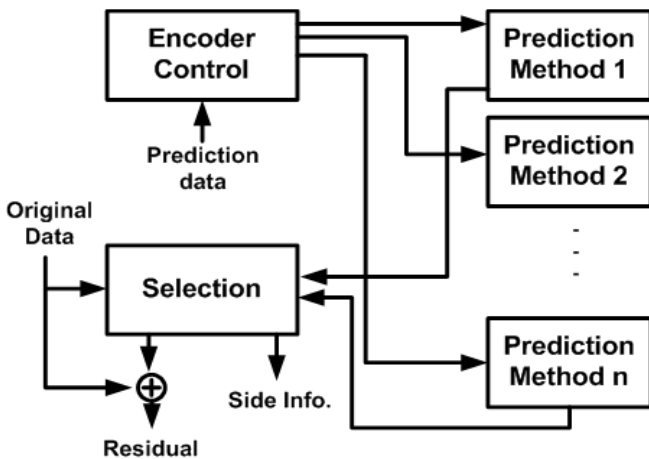 Encoder
Control
Prediction
Method 1
Prediction
data
Prediction
Method 2
Original
Data
Selection
Prediction
Method n
Side Info.
Residual